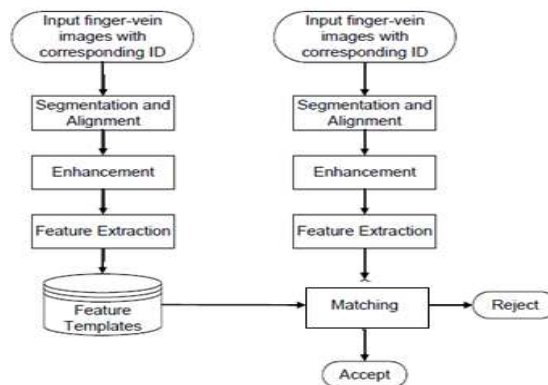 Input finger-vein
images with
corresponding ID
Segmentation and
Alignment
Enhancement
Feature Extraction
Feature
Templates
Input finger-vein
images with
corresponding ID
Segmentation and
Alignment
Enhancement
Feature Extraction
Matching
Reject
Accept